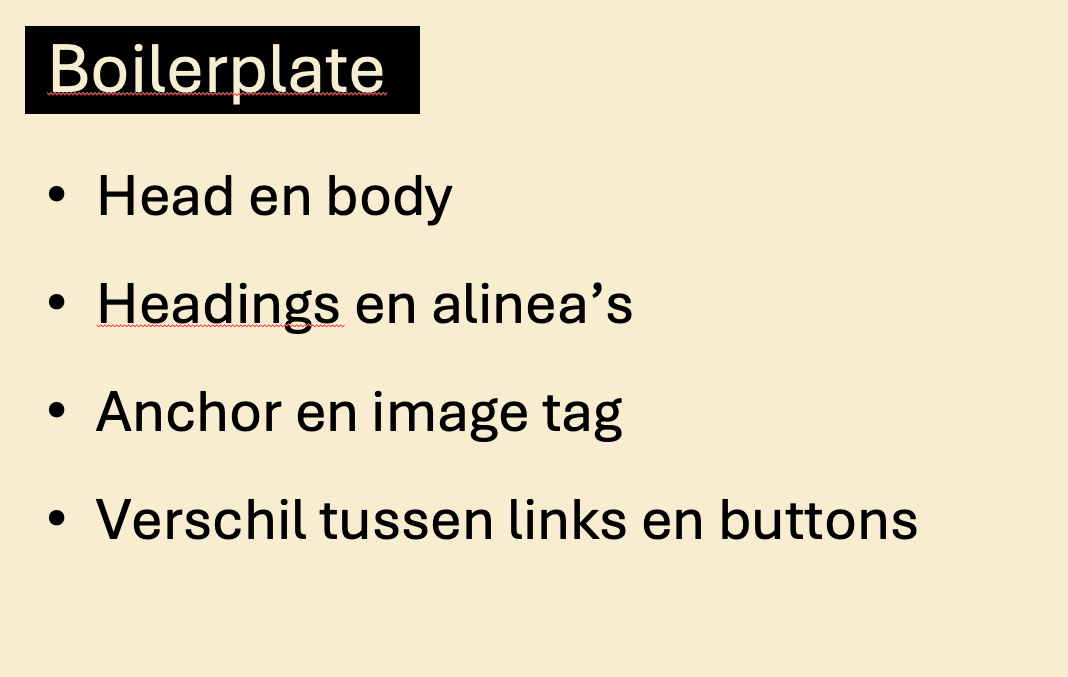 Boilerplate
• Head en body
• Headings en alinea’s
• Anchor en image tag
• Verschil tussen links en buttons